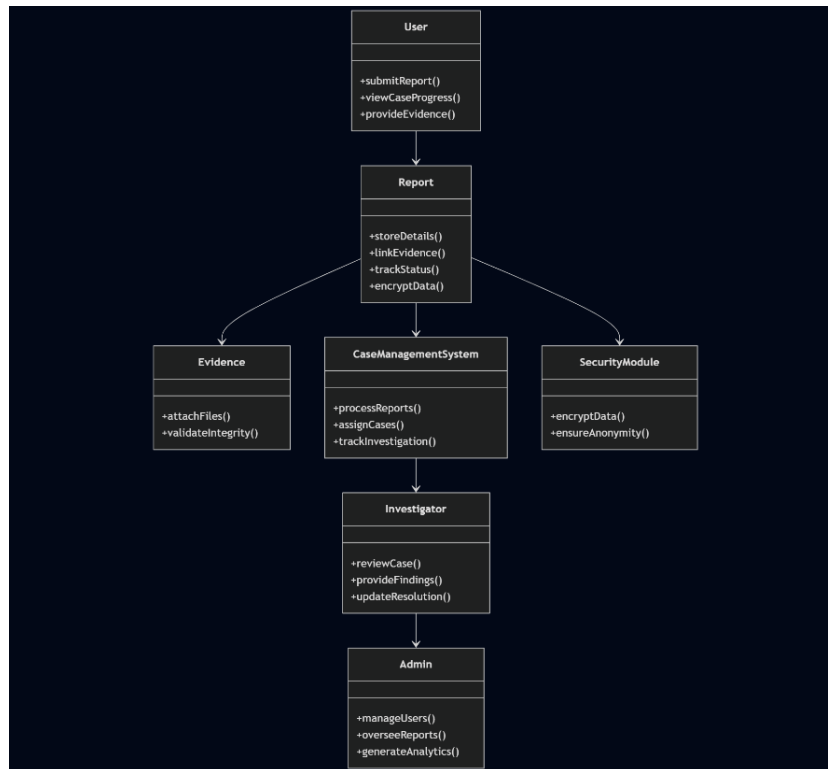 User
+submitReport()
+viewCaseProgress()
+provideEvidence()
Report
+storeDetails()
+linkEvidence()
+trackStatus()
+encryptData()
Evidence
+attachFiles()
+validateIntegrity()
CaseManagementSystem
+processReports()
+assignCases()
+trackInvestigation()
SecurityModule
+encryptData()
+ensureAnonymity()
Investigator
+reviewCase()
+provideFindings()
+updateResolution()
Admin
+manageUsers()
+overseeReports()
+generateAnalytics()